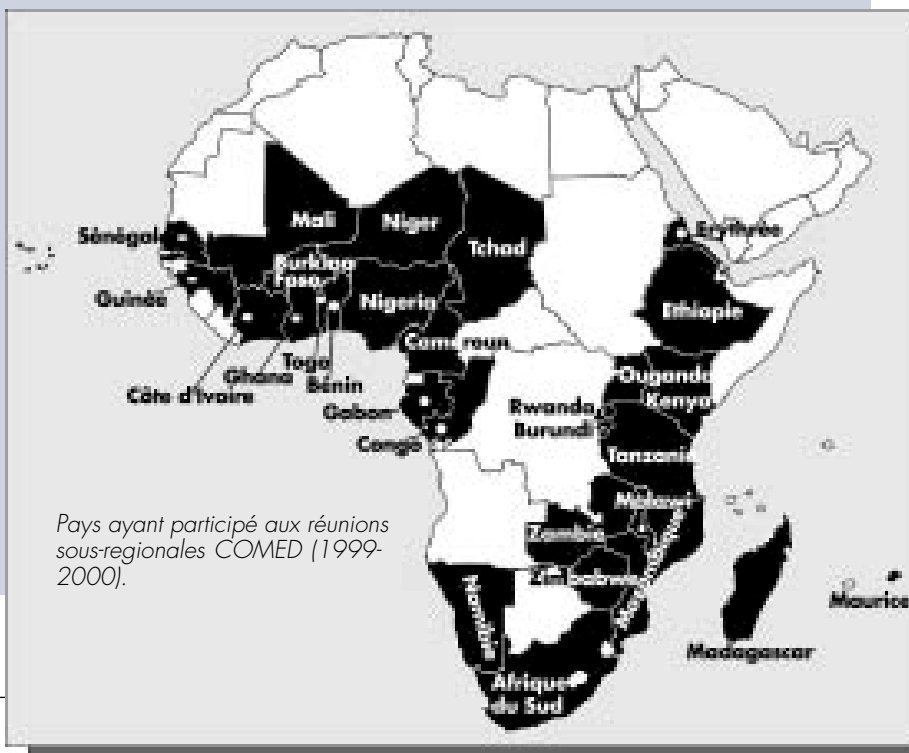 Mali
Niger
Tchad
Sénégal
Erythrée
Burkina
Faso
Guinée
Nigeria
Ethiopie
Cameroun
Togo
Ghana
Bénin
Côte d'Ivoire
Ouganda
Kenya
Gabon
Rwanda
Burundi
Congo
Tanzanie
Malawi
Pays ayant participé aux réunions
sous-regionales COMED (1999-
2000).
Zambie
Zimbabwe
Mozambique
Namibie
Maurice
Madagascar
Afrique
du Sud